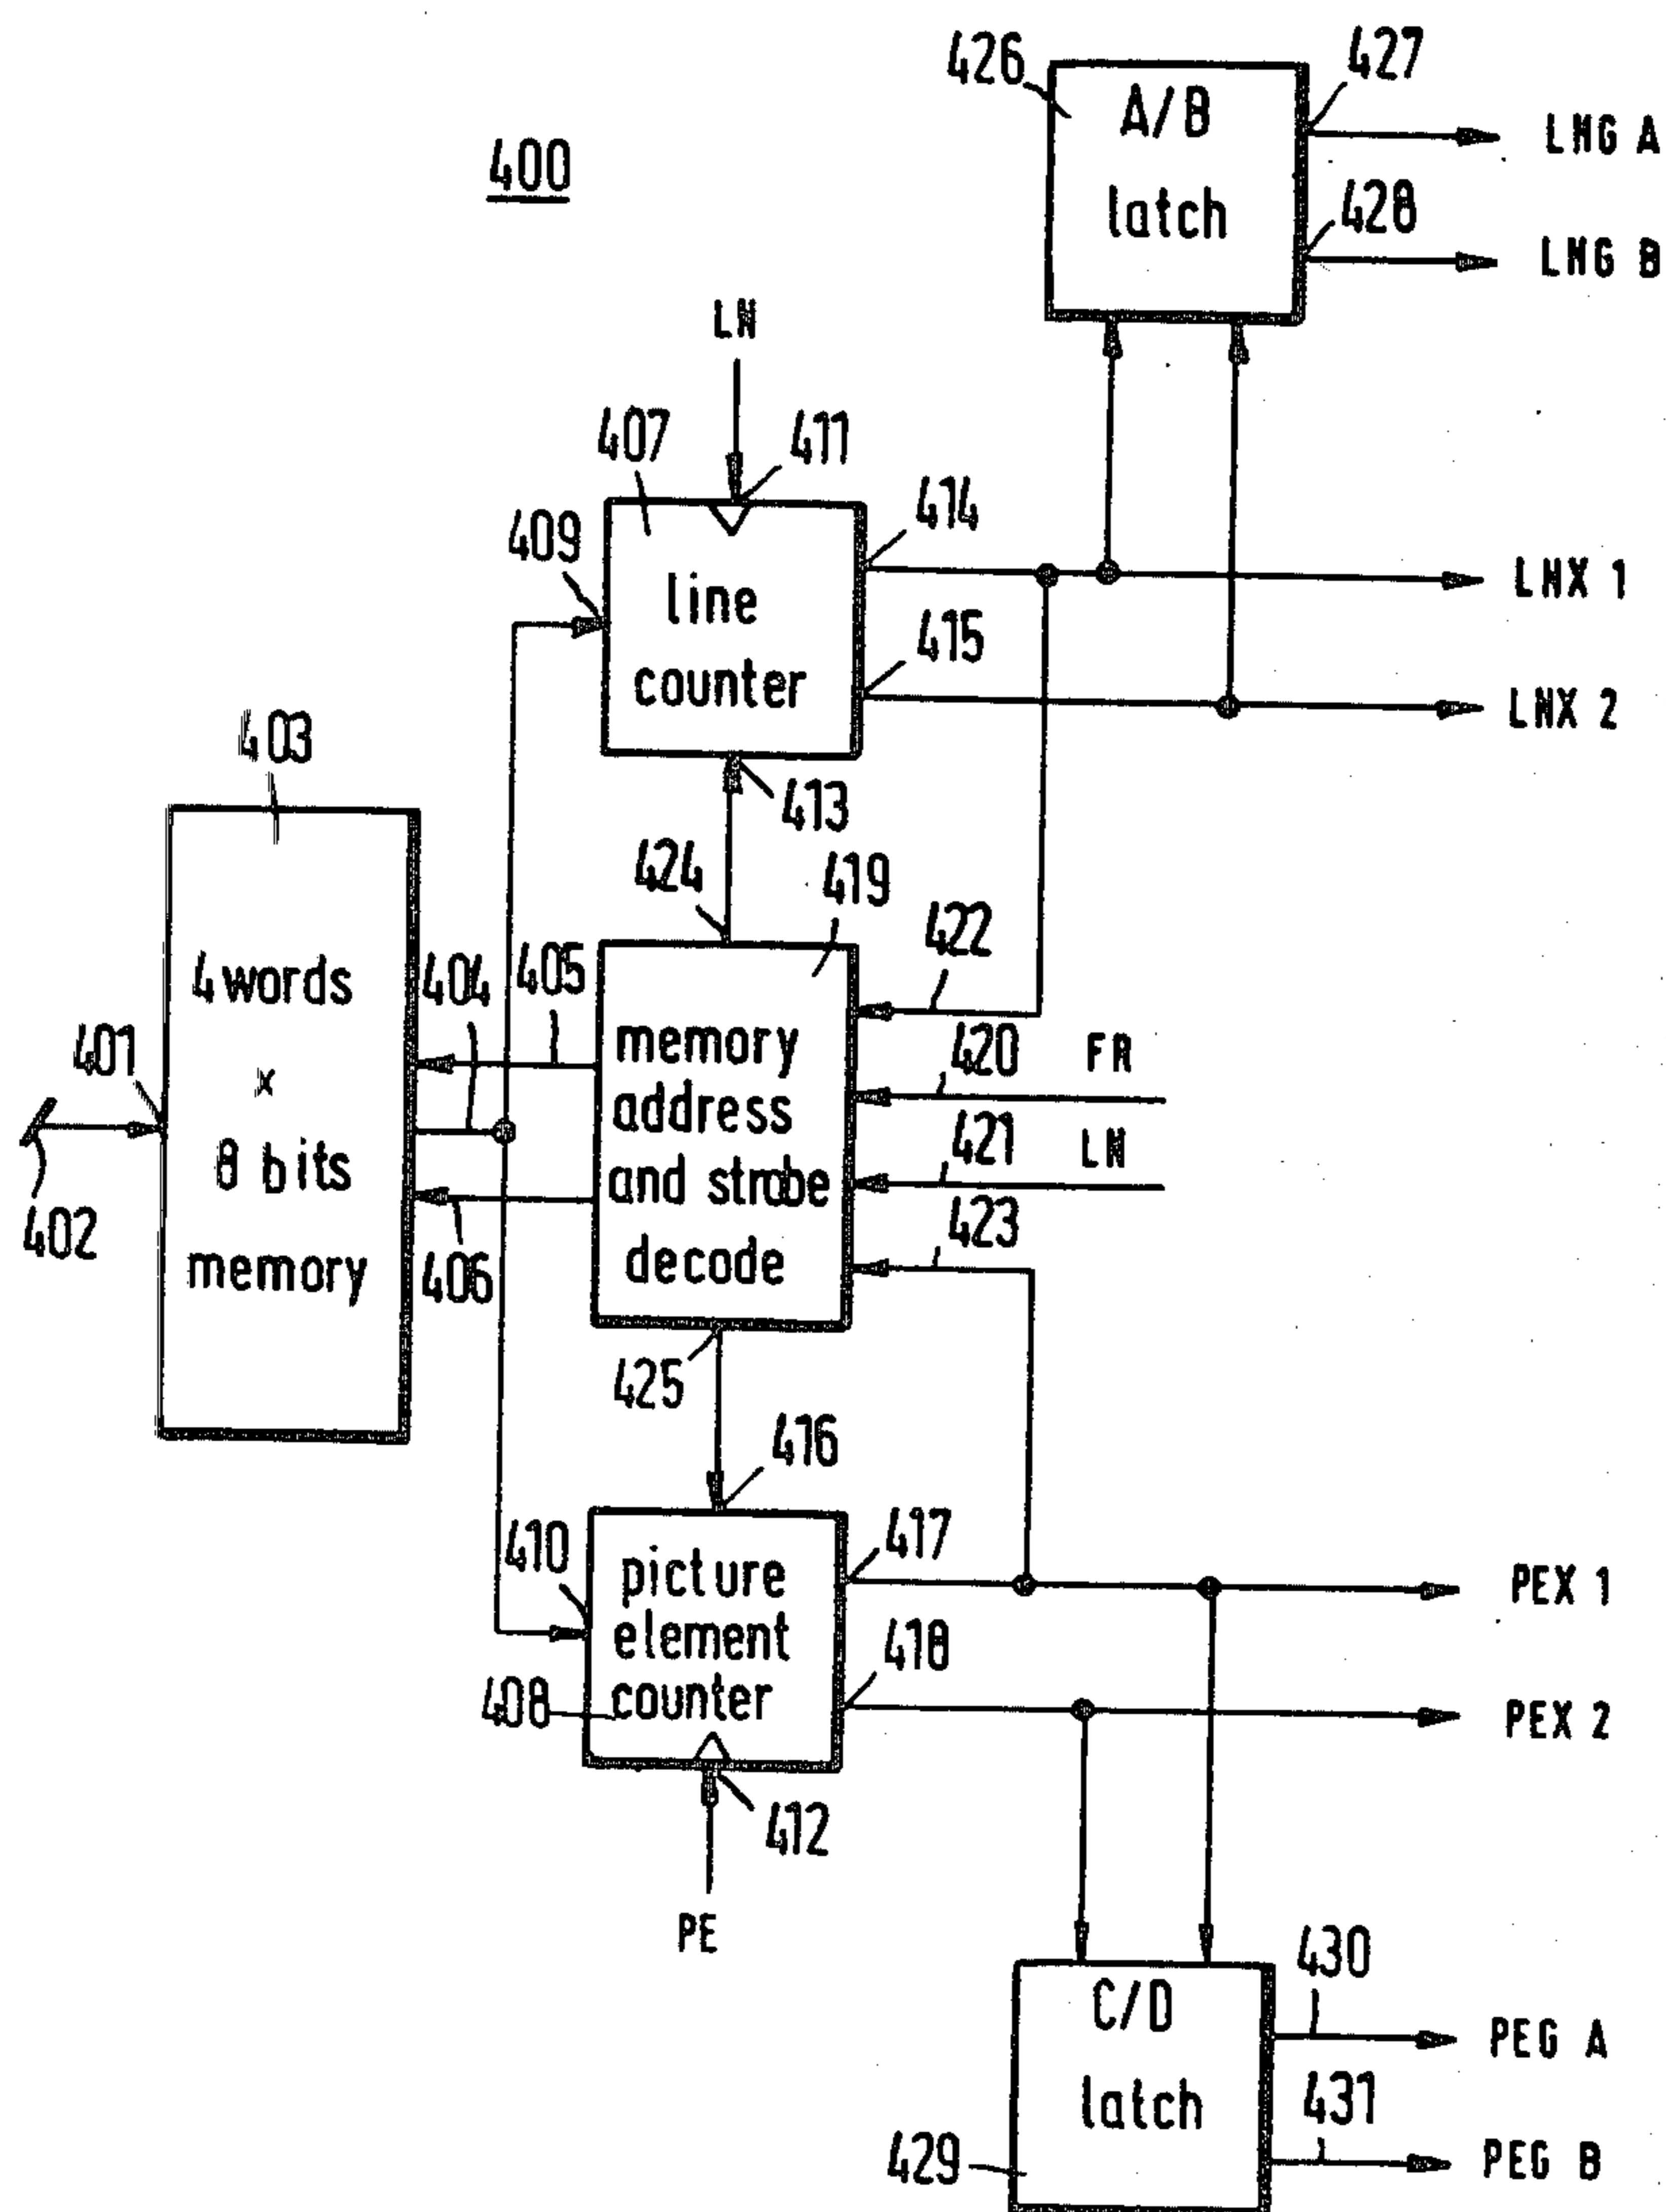 400
426
A/B
latch
427
LNG A
428
LNG B
LN
407
411
409
line
counter
414
LNX 1
415
LNX 2
413
403
4 words
x
8 bits
memory
401
402
404
405
406
424
419
memory
address
and strobe
decode
422
420
FR
421
LN
423
425
416
410
picture
element
counter
408
417
PEX 1
418
PEX 2
412
PE
C/D
latch
429
430
PEG A
431
PEG B